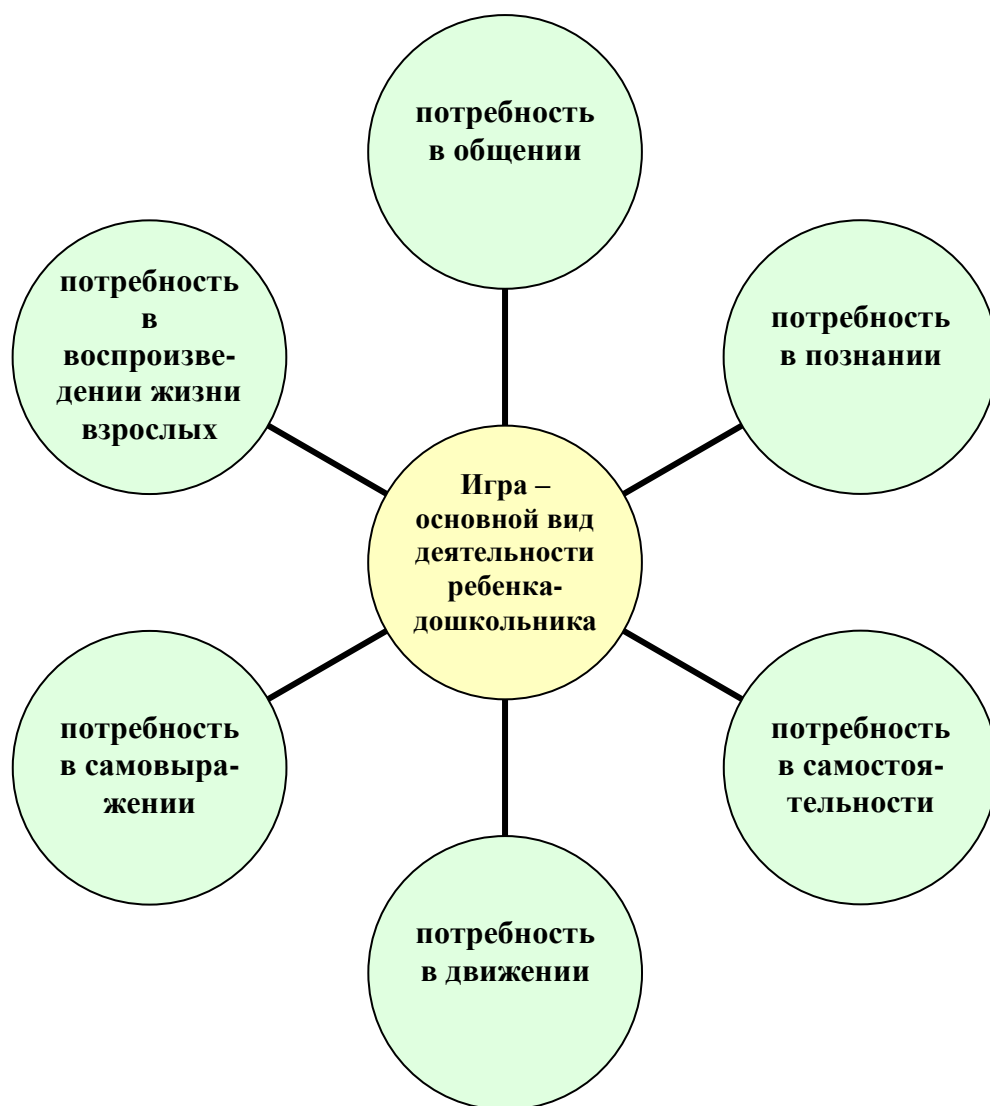 потребность
в общении
потребность
в
воспроизве-
дении жизни
взрослых
потребность
в познании
Игра –
основной вид
деятельности
ребенка-
дошкольника
потребность
в самовыра-
жении
потребность
в самостоя-
тельности
потребность
в движении